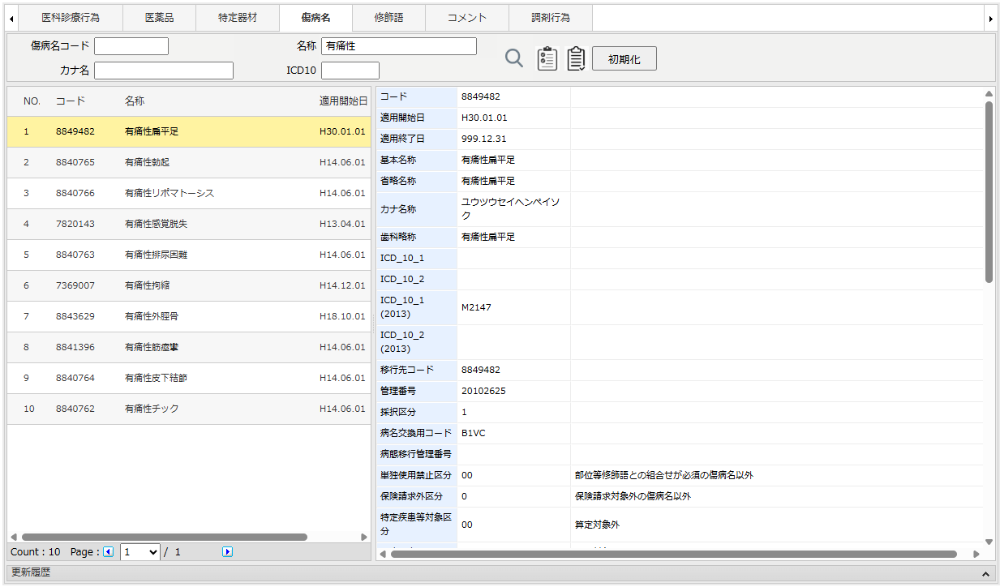 医科診療行為 医薬品 特定器材 傷病名 修飾語 コメント 調剤行為
傷病名コード 名称 有痛性
カナ名 ICD10 初期化
NO. コード 名称 適用開始日
1 8849482 有痛性扁平足 H30.01.01
2 8840765 有痛性勃起 H14.06.01
3 8840766 有痛性リポマトーシス H14.06.01
4 7820143 有痛性感覚脱失 H13.04.01
5 8840763 有痛性排尿困難 H14.06.01
6 7369007 有痛性拘縮 H14.12.01
7 8843629 有痛性外脛骨 H18.10.01
8 8841396 有痛性筋痙攣 H14.06.01
9 8840764 有痛性皮下結節 H14.06.01
10 8840762 有痛性チック H14.06.01
Count : 10 Page : 1 / 1
コード 8849482
適用開始日 H30.01.01
適用終了日 999.12.31
基本名称 有痛性扁平足
省略名称 有痛性扁平足
カナ名称 ユウツウセイヘンペイソ
ク
歯科略称 有痛性扁平足
ICD_10_1
ICD_10_2
ICD_10_1
(2013) M2147
ICD_10_2
(2013)
移行先コード 8849482
管理番号 20102625
採択区分 1
病名交換用コード B1VC
病態移行管理番号
単独使用禁止区分 00 部位等修飾語との組合せが必須の傷病名以外
保険請求外区分 0 保険請求対象外の傷病名以外
特定疾患等対象区
分 00 算定対象外
更新履歴